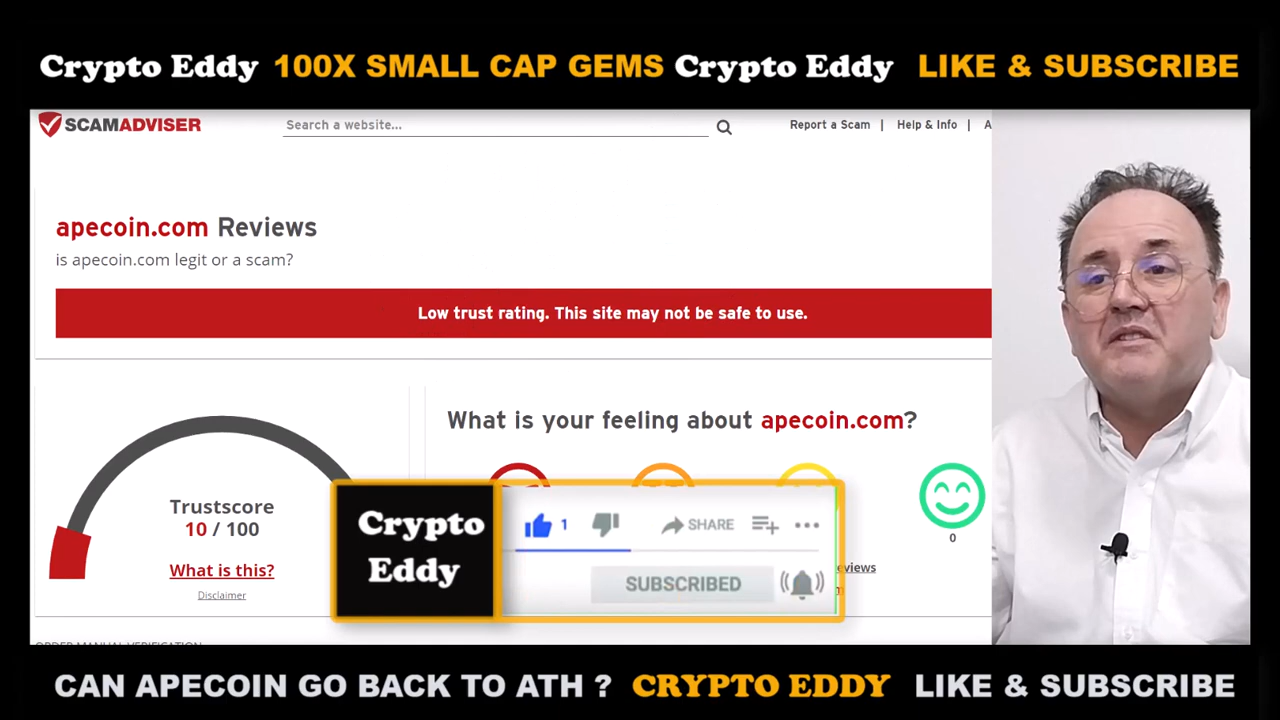 Crypto Eddy 100X SMALL CAP GEMS Crypto Eddy LIKE & SUBSCRIBE
SCAMADVISER
Search a website...
Report a Scam | Help & Info | A
apecoin.com Reviews
is apecoin.com legit or a scam?
Low trust rating. This site may not be safe to use.
What is your feeling about apecoin.com?
Trustscore
10 / 100
What is this?
Disclaimer
0
Crypto
Eddy
1
SHARE
SUBSCRIBED
eviews
CAN APECOIN GO BACK TO ATH ? CRYPTO EDDY LIKE & SUBSCRIBE